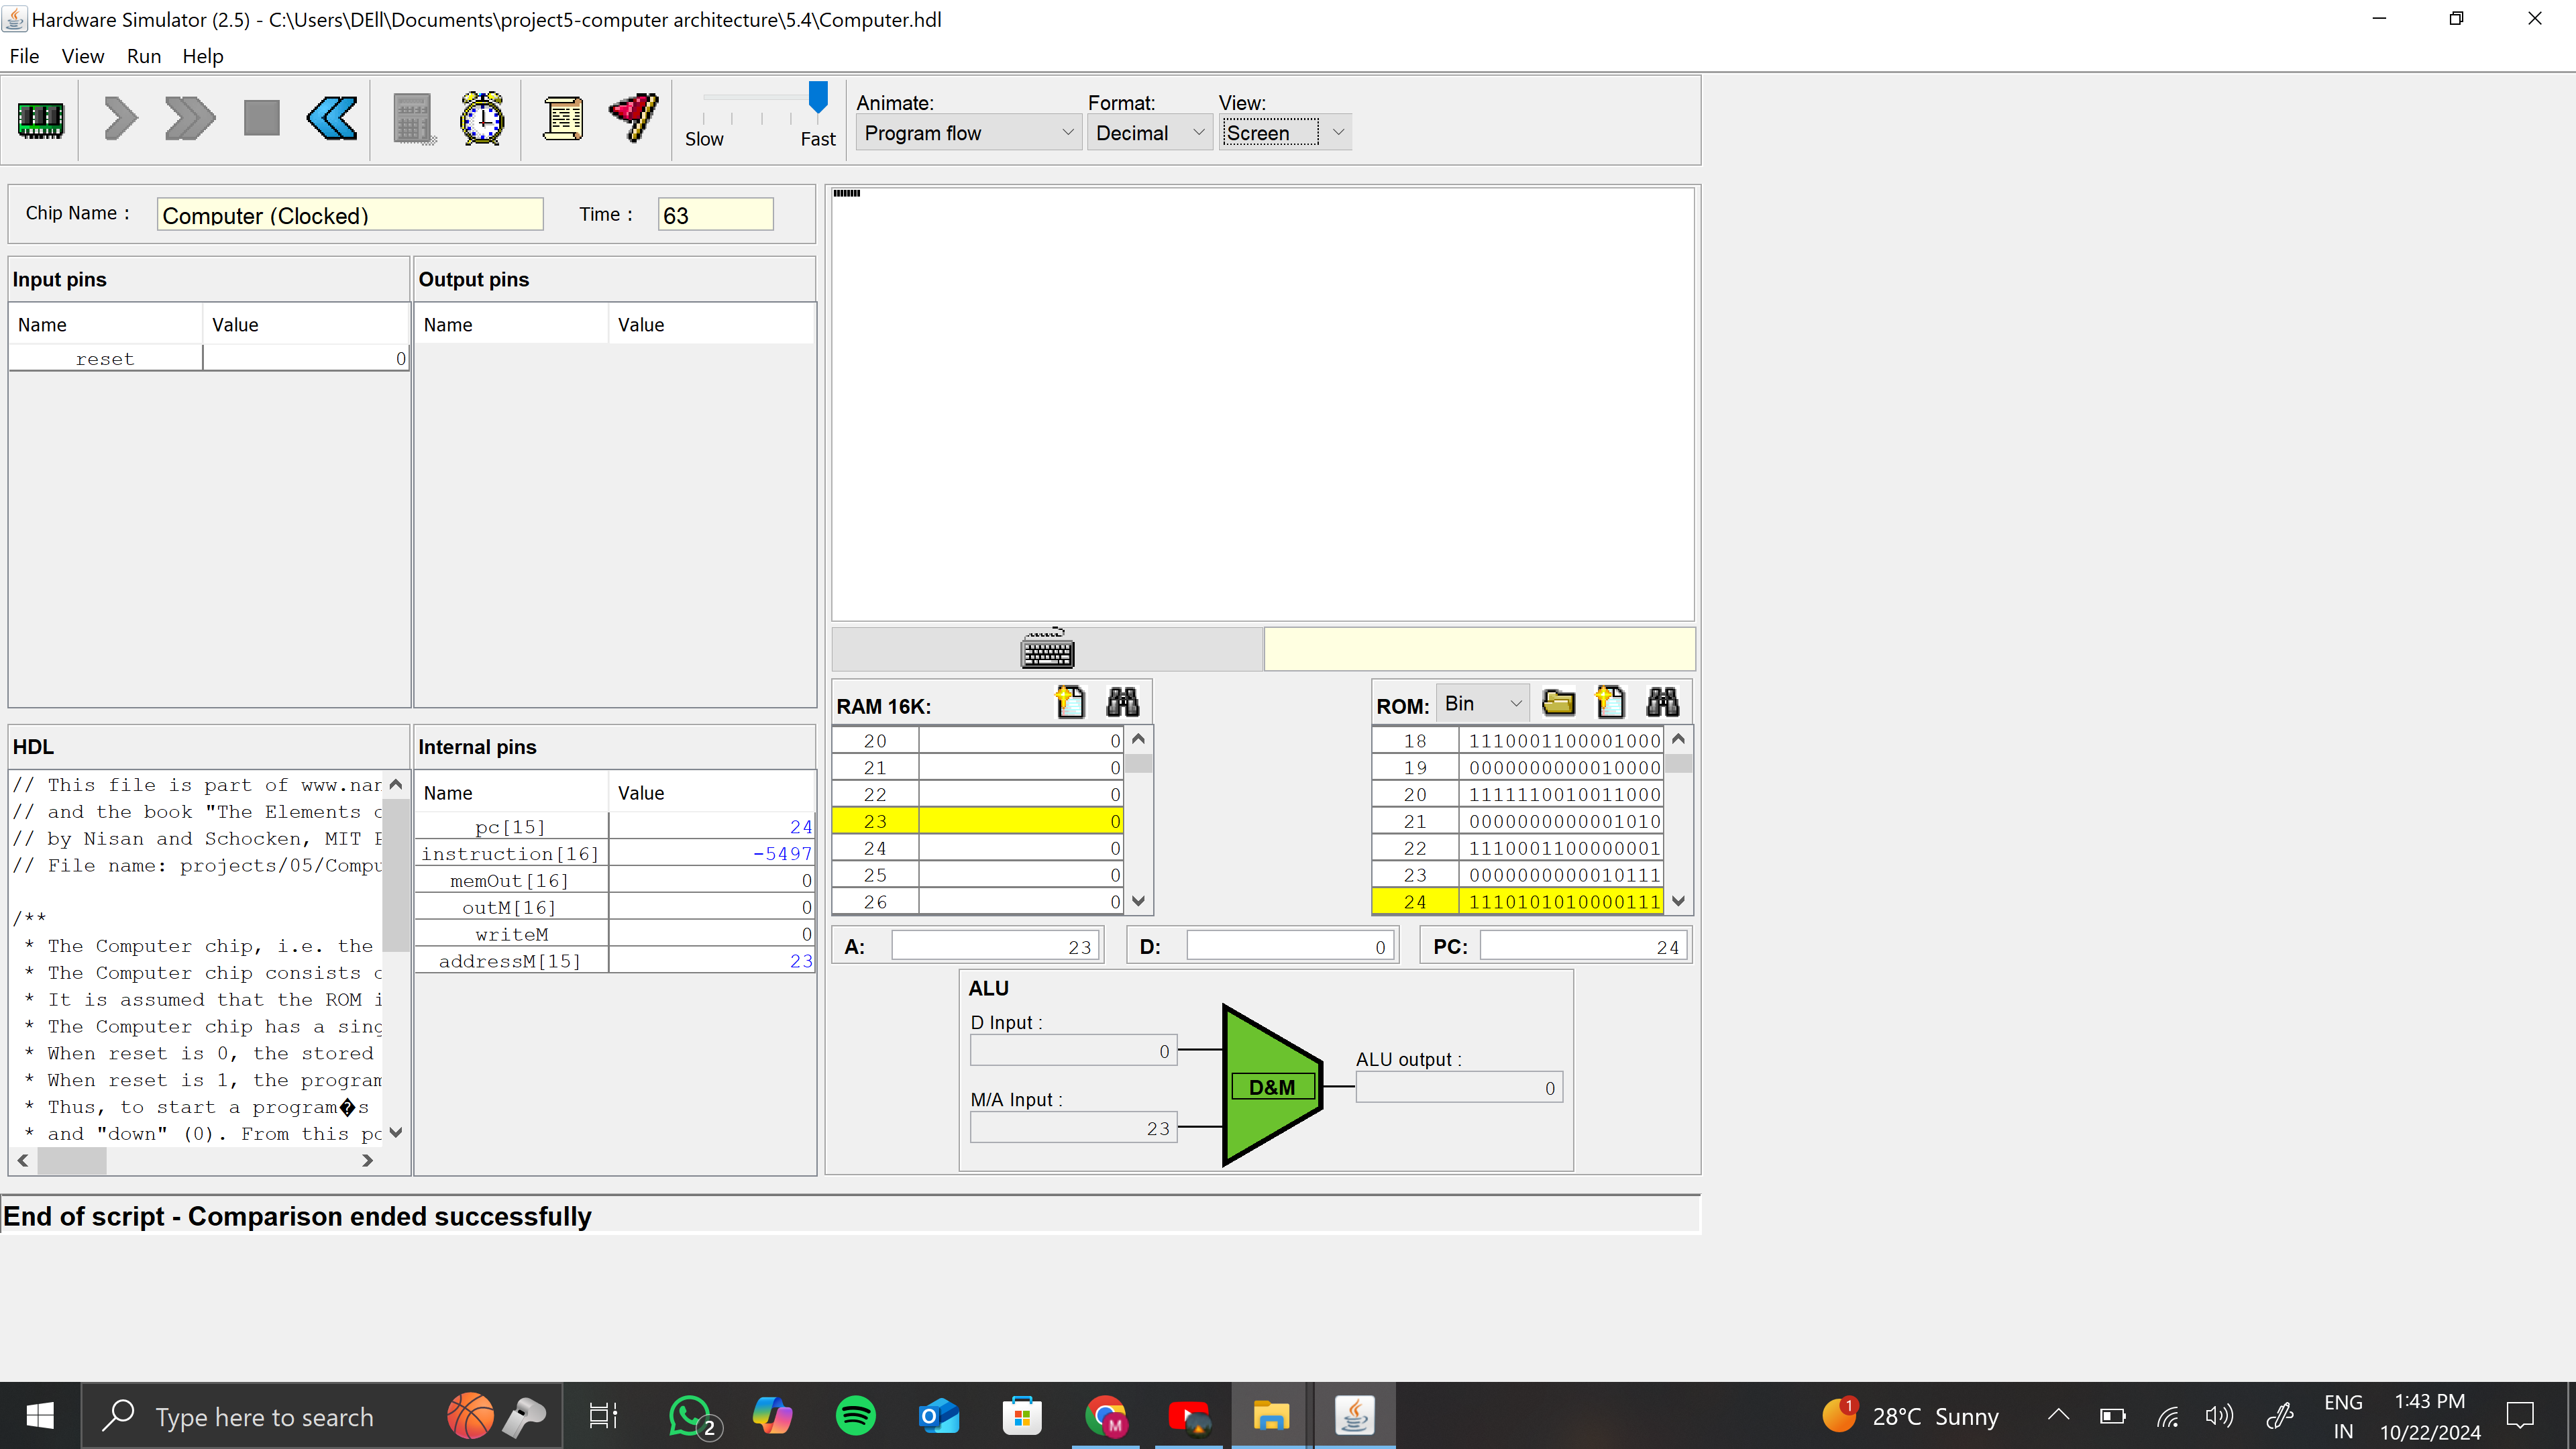 Hardware Simulator (2.5) - C:\Users\DEll\Documents\project5-computer architecture\5.4\Computer.hdl
File View Run Help
Slow Fast
Animate: Format: View:
Program flow Decimal Screen
Chip Name : Computer (Clocked) Time : 63
Input pins
Name Value
reset 0
Output pins
Name Value
HDL
// This file is part of www.nan
// and the book "The Elements o
// by Nisan and Schocken, MIT P
// File name: projects/05/Compu
/**
* The Computer chip, i.e. the
* The Computer chip consists o
* It is assumed that the ROM i
* The Computer chip has a sing
* When reset is 0, the stored
* When reset is 1, the program
* Thus, to start a program�s
* and "down" (0). From this po
Internal pins
Name Value
pc[15] 24
instruction[16] -5497
memOut[16] 0
outM[16] 0
writeM 0
addressM[15] 23
RAM 16K:
20 0
21 0
22 0
23 0
24 0
25 0
26 0
ROM: Bin
18 1110001100001000
19 0000000000010000
20 1111110010011000
21 0000000000001010
22 1110001100000001
23 0000000000010111
24 1110101010000111
A: 23 D: 0 PC: 24
ALU
D Input :
0
M/A Input :
23
D&M
ALU output :
0
End of script - Comparison ended successfully
Type here to search
2
M
1
28°C Sunny
ENG
IN
1:43 PM
10/22/2024